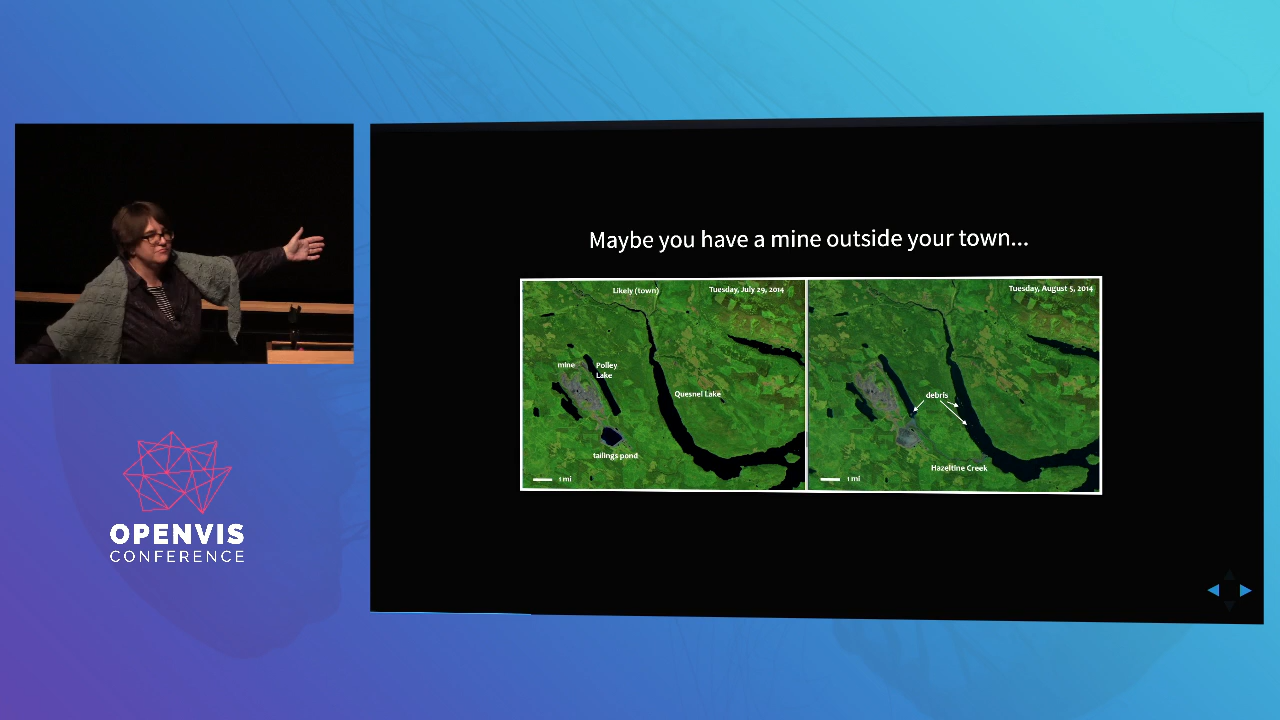 Maybe you have a mine outside your town...
Likely (town)
Tuesday, July 29, 2014
mine
Polley
Lake
Quesnel Lake
tailings pond
1 mi
Tuesday, August 5, 2014
debris
Hazeltine Creek
1 mi
OPENVIS
CONFERENCE